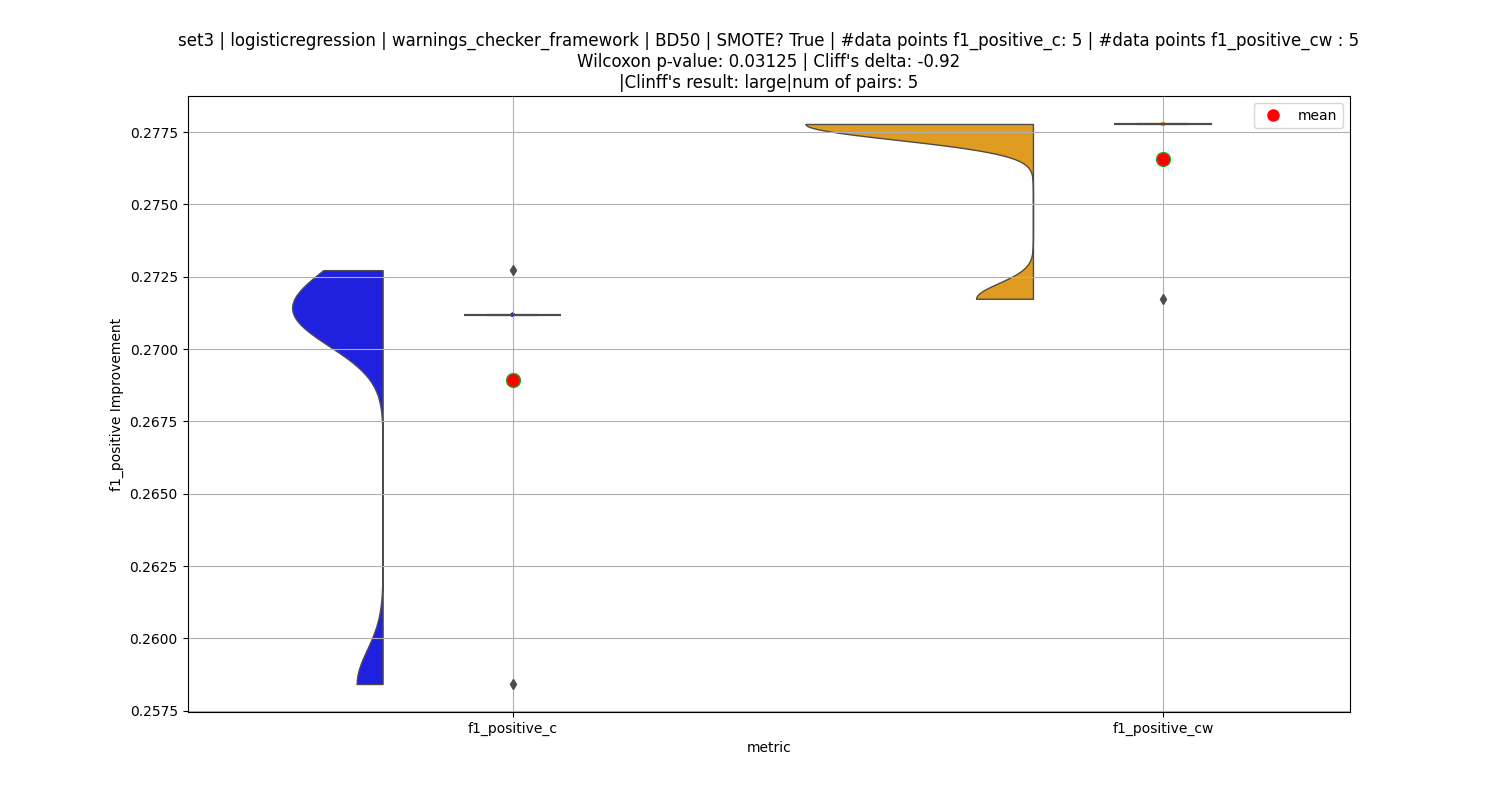 set3 | logisticregression | warnings_checker_framework | BD50 | SMOTE? True | #data points f1_positive_c: 5 | #data points f1_positive_cw : 5
Wilcoxon p-value: 0.03125 | Cliff's delta: -0.92
|Clinff's result: large|num of pairs: 5
mean
0.2775
0.2750
0.2725
0.2700
0.2675
0.2650
0.2625
0.2600
0.2575
f1_positive Improvement
f1_positive_c
f1_positive_cw
metric